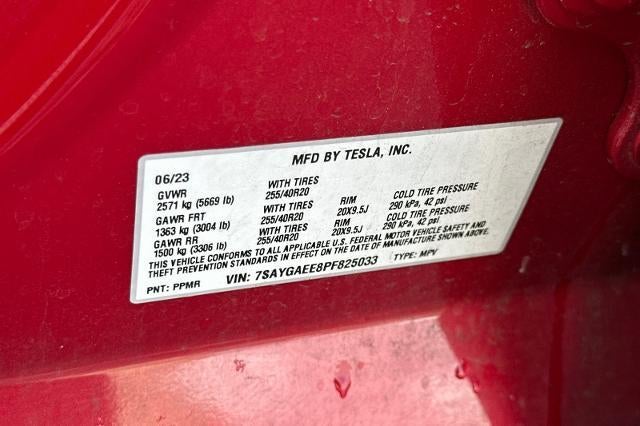 MFD BY TESLA, INC.
06/23
GVWR WITH TIRES
2571 kg (5669 lb) 255/40R20 RIM COLD TIRE PRESSURE
GAWR FRT WITH TIRES 20X9.5J 290 kPa, 42 psi
1363 kg (3004 lb) 255/40R20 RIM COLD TIRE PRESSURE
GAWR RR WITH TIRES 20X9.5J 290 kPa, 42 psi
1500 kg (3306 lb) 255/40R20
THIS VEHICLE CONFORMS TO ALL APPLICABLE U.S. FEDERAL MOTOR VEHICLE SAFETY AND
THEFT PREVENTION STANDARDS IN EFFECT ON THE DATE OF MANUFACTURE SHOWN ABOVE.
PNT: PPMR VIN: 7SAYGAEE8PF825033 TYPE: MPV